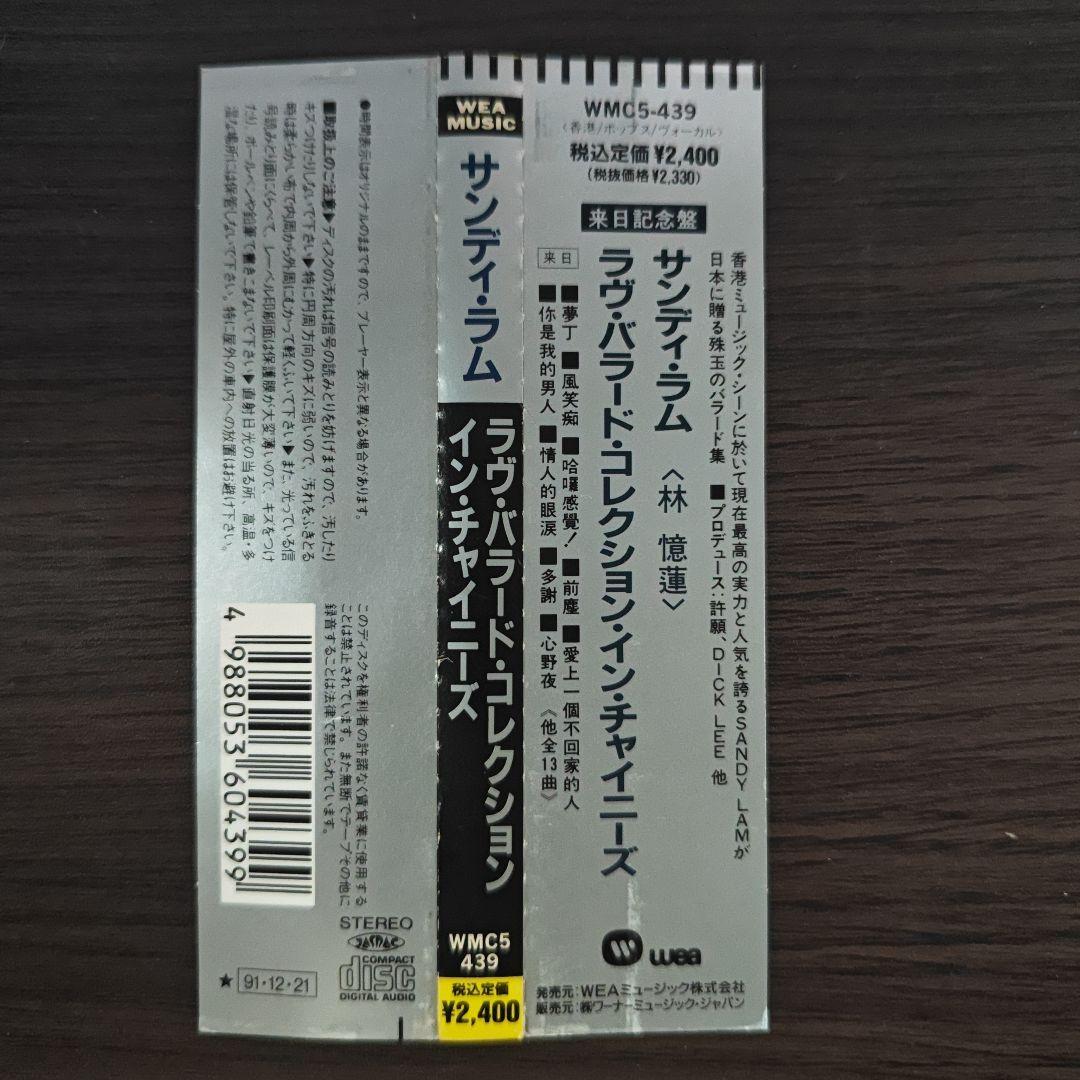 WMC5-439
〈香港/ポップス/ヴォーカル〉
税込定価¥2,400
(税抜価格¥2,330)
来日記念盤
香港ミュージック・シーンに於いて現在最高の実力と人気を誇るSANDY LAMが
日本に贈る珠玉のバラード集 ■プロデュース:許願、DICK LEE 他
サンディ・ラム 〈林 憶蓮〉
ラヴ・バラード・コレクション・イン・チャイニーズ
来日
■夢丁 ■風笑痴 ■哈囉感覺! ■前塵 ■愛上一個不回家的人
■你是我的男人 ■情人的眼淚 ■多謝 ■心野夜 《他全13曲》
wea
発売元:WEAミュージック株式会社
販売元:㈱ワーナーミュージック・ジャパン
WEA
MUSIC
サンディ・ラム
ラヴ・バラード・コレクション
イン・チャイニーズ
WMC5
439
税込定価
¥2,400
●時間表示はオリジナルのままですので、プレーヤー表示と異なる場合があります。
■取扱上のご注意▶ディスクの汚れは信号の読みとりを妨げますので、汚したり
キズつけたりしないで下さい▶特に円周方向のキズに弱いので、汚れをふきとる
時は柔らかい布で内周から外周にむかって軽くふいて下さい▶また、光っている信
号読みとり面にくらべて、レーベル印刷面は保護膜が大変薄いので、キズをつけ
たり、ボールペンや鉛筆で書きこまないで下さい▶直射日光の当る所、高温・多
湿な場所には保管しないで下さい。特に屋外の車内への放置はお避け下さい。
このディスクを権利者の許諾なく賃貸業に使用する
ことは禁止されています。また無断でテープその他に
録音することは法律で禁じられています。
4 988053 604399
STEREO
JASRAC
COMPACT
disc
DIGITAL AUDIO
★ 91・12・21